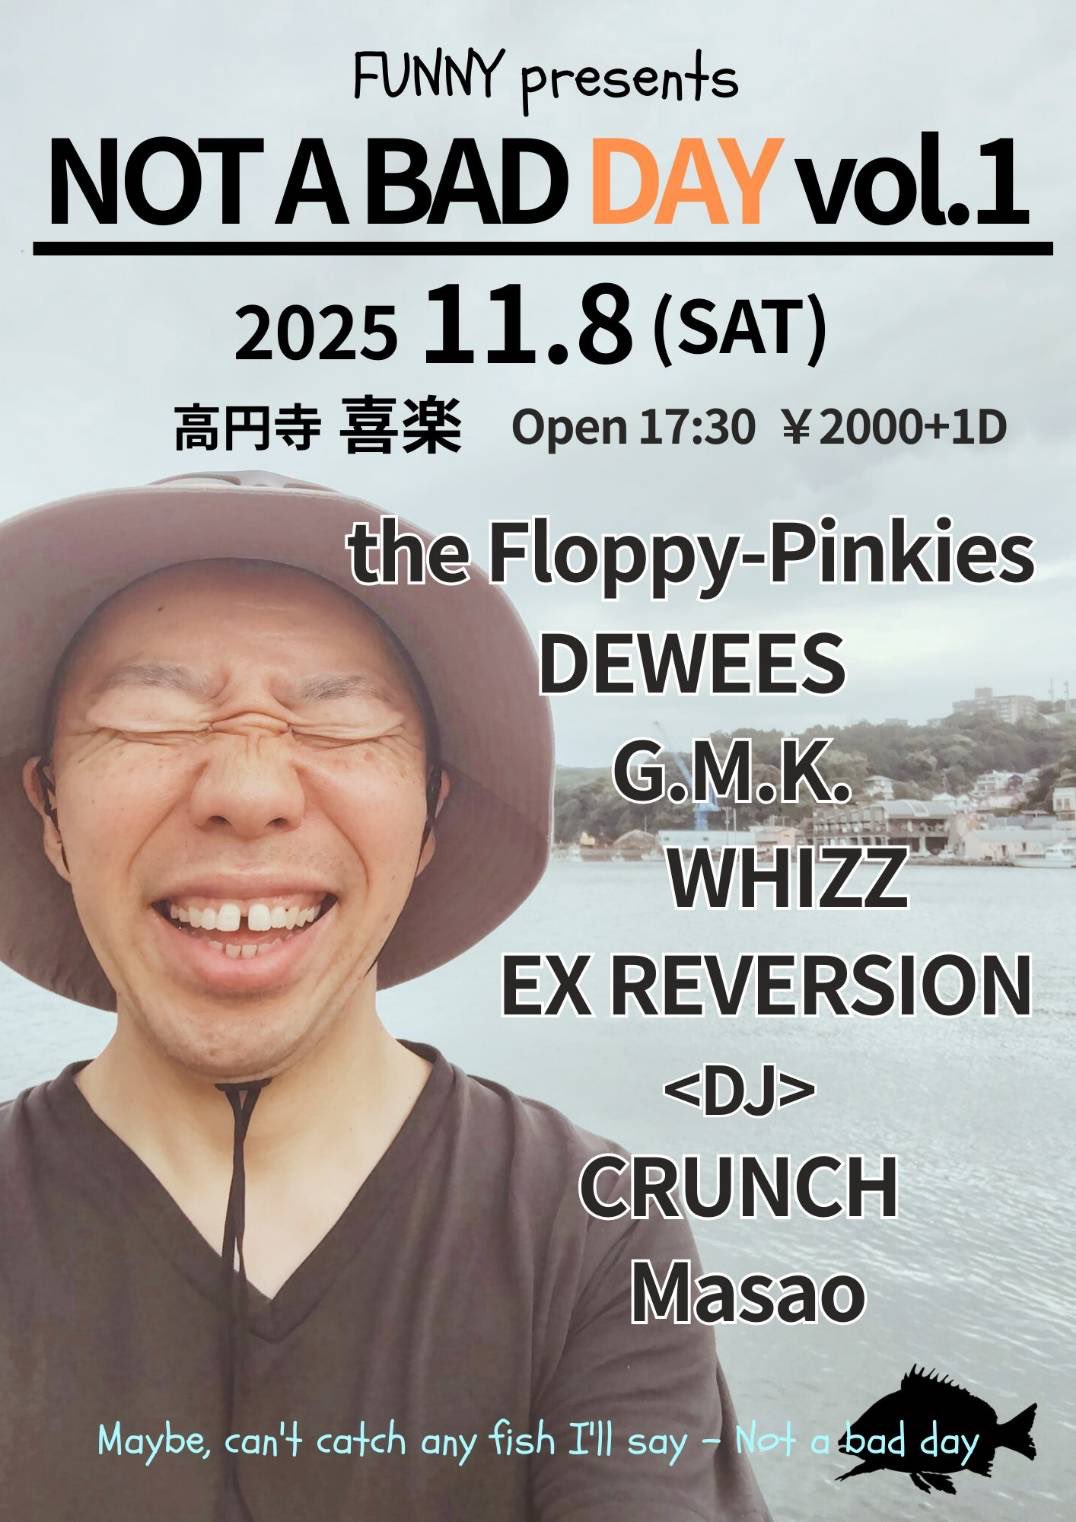 FUNNY presents
NOT A BAD DAY vol.1
2025 11.8 (SAT)
高円寺 喜楽 Open 17:30 ￥2000+1D
the Floppy-Pinkies
DEWEES
G.M.K.
WHIZZ
EX REVERSION
<DJ>
CRUNCH
Masao
Maybe, can't catch any fish I'll say - Not a bad day